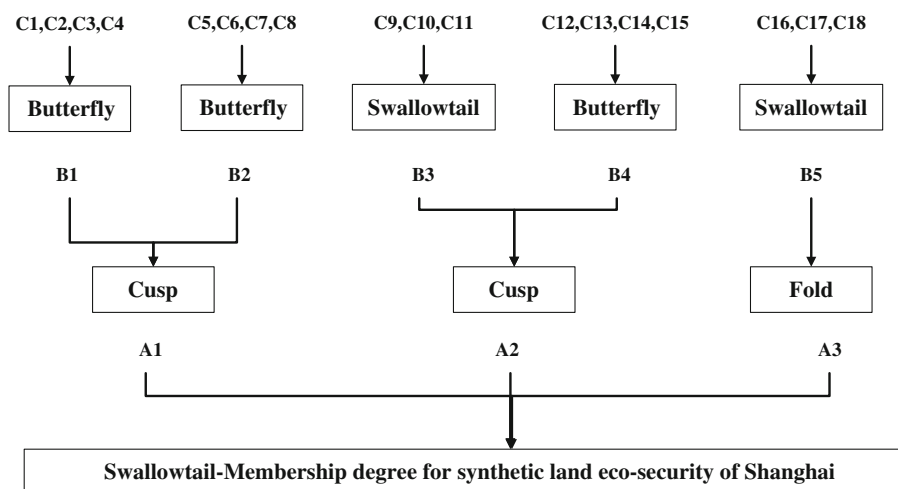 C1,C2,C3,C4 C5,C6,C7,C8 C9,C10,C11 C12,C13,C14,C15 C16,C17,C18
Butterfly Butterfly Swallowtail Butterfly Swallowtail
B1 B2 B3 B4 B5
Cusp Cusp Fold
A1 A2 A3
Swallowtail-Membership degree for synthetic land eco-security of Shanghai